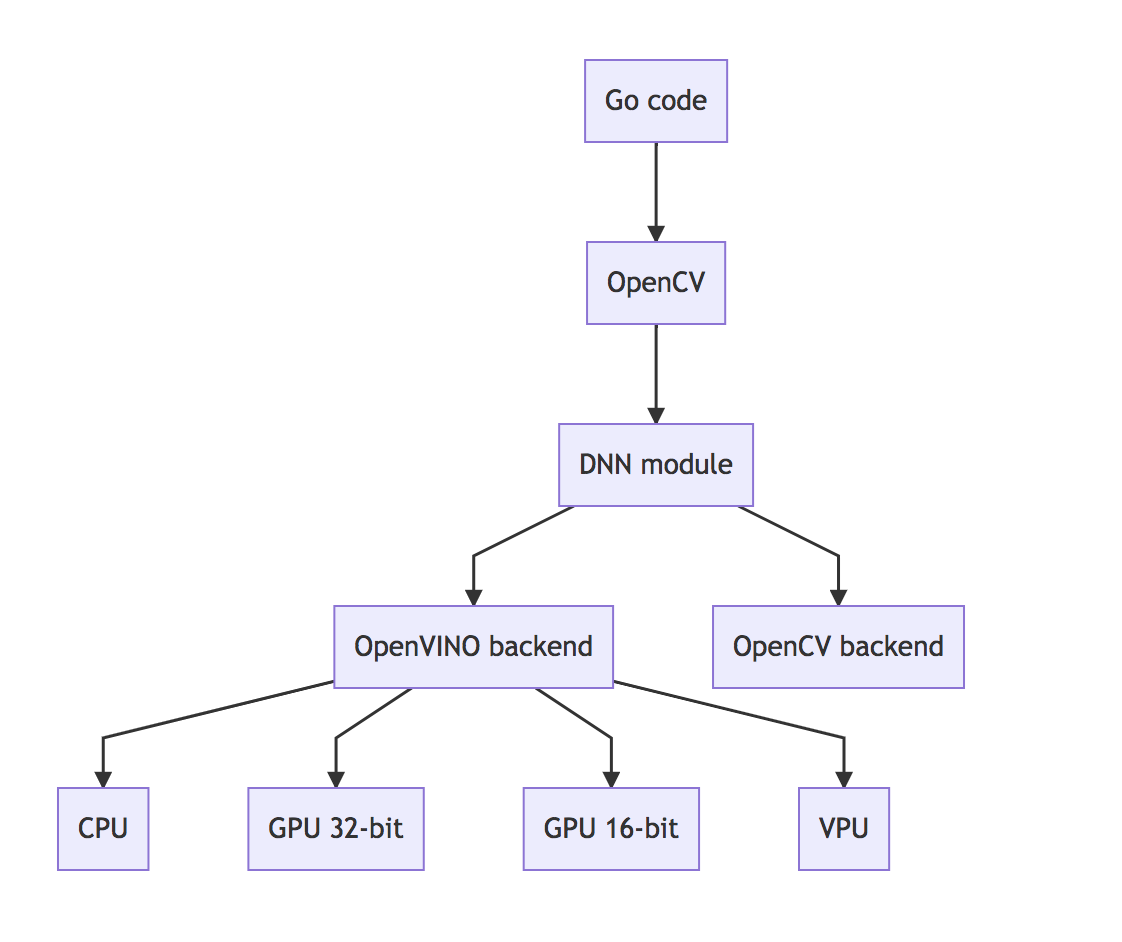 Go code
OpenCV
DNN module
OpenVINO backend
OpenCV backend
CPU
GPU 32-bit
GPU 16-bit
VPU